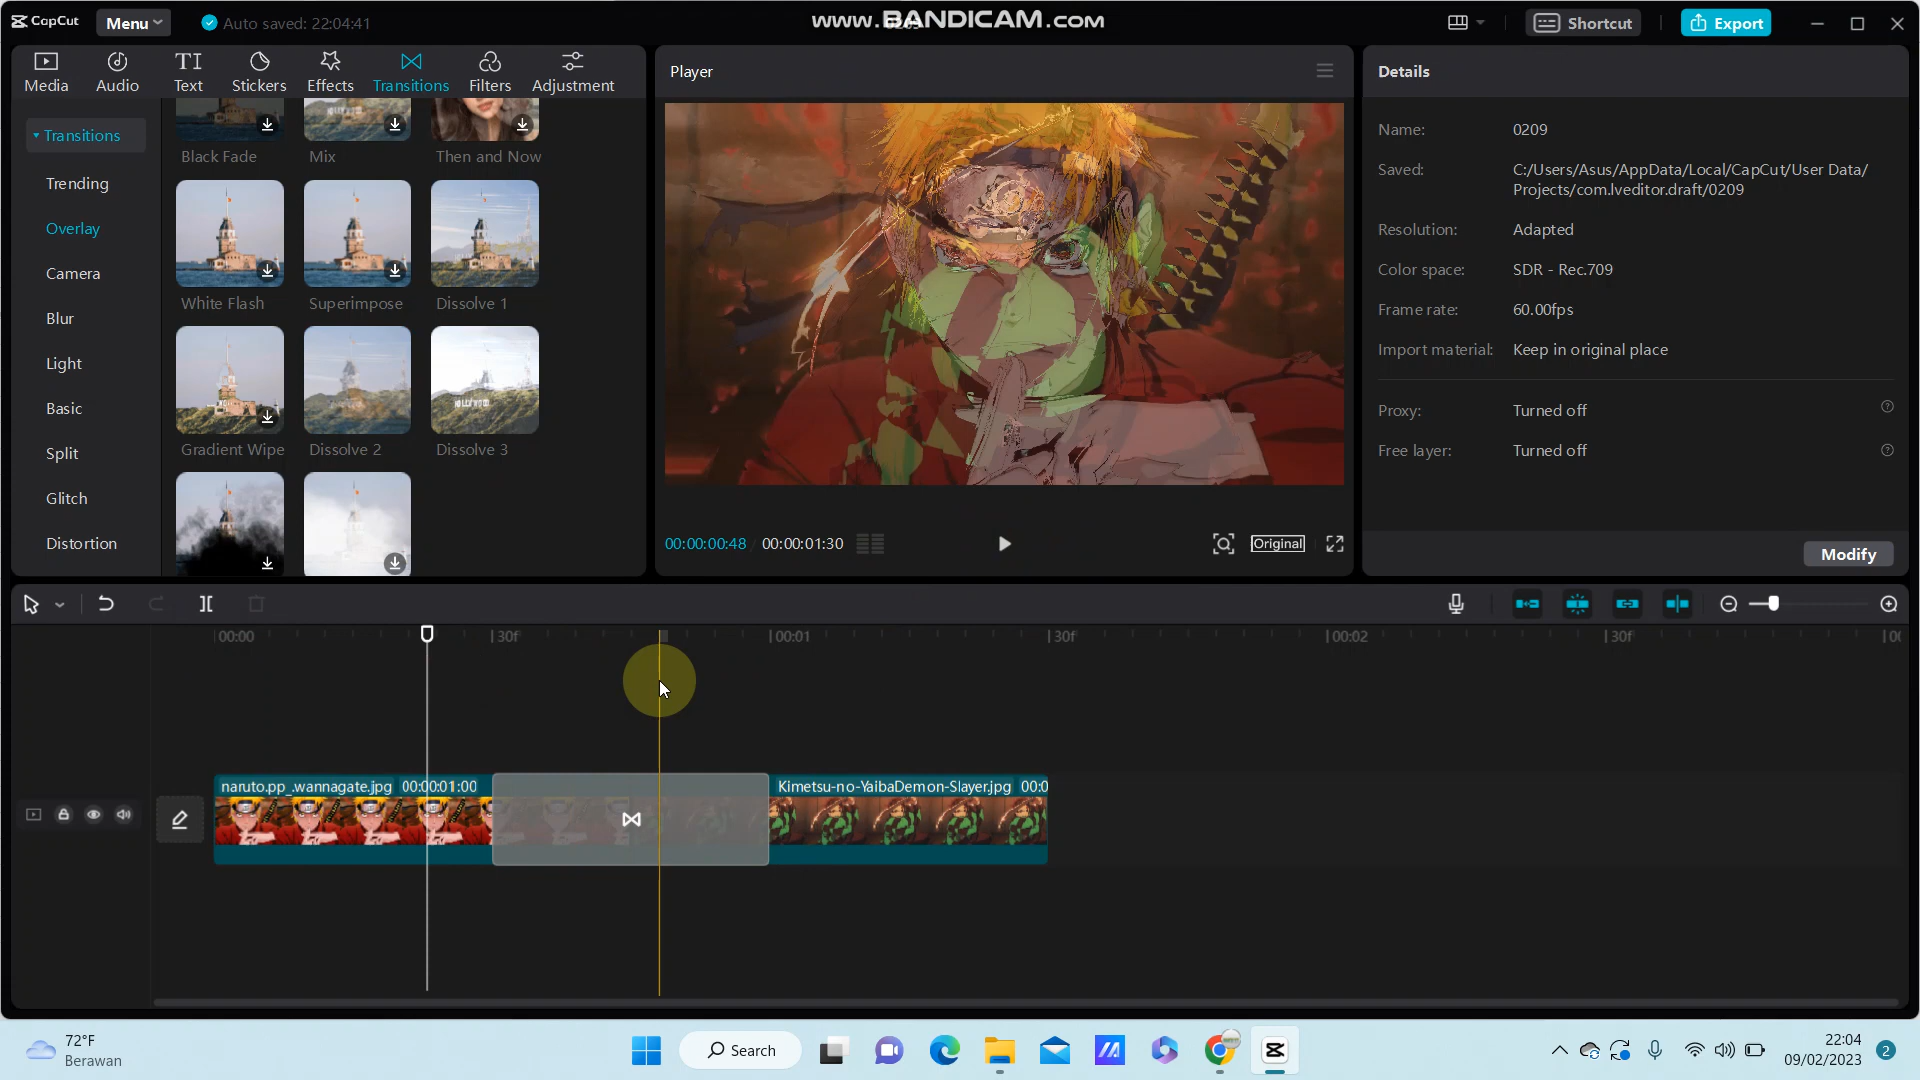 CapCut
Menu
Auto saved: 22:04:41
www.BANDICAM.com
Shortcut
Export
Media
Audio
Text
Stickers
Effects
Transitions
Filters
Adjustment
Transitions
Trending
Overlay
Camera
Blur
Light
Basic
Split
Glitch
Distortion
Black Fade
Mix
Then and Now
White Flash
Superimpose
Dissolve 1
Gradient Wipe
Dissolve 2
Dissolve 3
Player
00:00:00:48
00:00:01:30
Original
Details
Name: 0209
Saved: C:/Users/Asus/AppData/Local/CapCut/User Data/
Projects/com.lveditor.draft/0209
Resolution: Adapted
Color space: SDR - Rec.709
Frame rate: 60.00fps
Import material: Keep in original place
Proxy: Turned off
Free layer: Turned off
Modify
00:00
30f
00:01
30f
00:02
30f
naruto.pp_.wannagate.jpg 00:00:01:00
Kimetsu-no-YaibaDemon-Slayer.jpg 00:0
72°F
Berawan
Search
22:04
09/02/2023
2